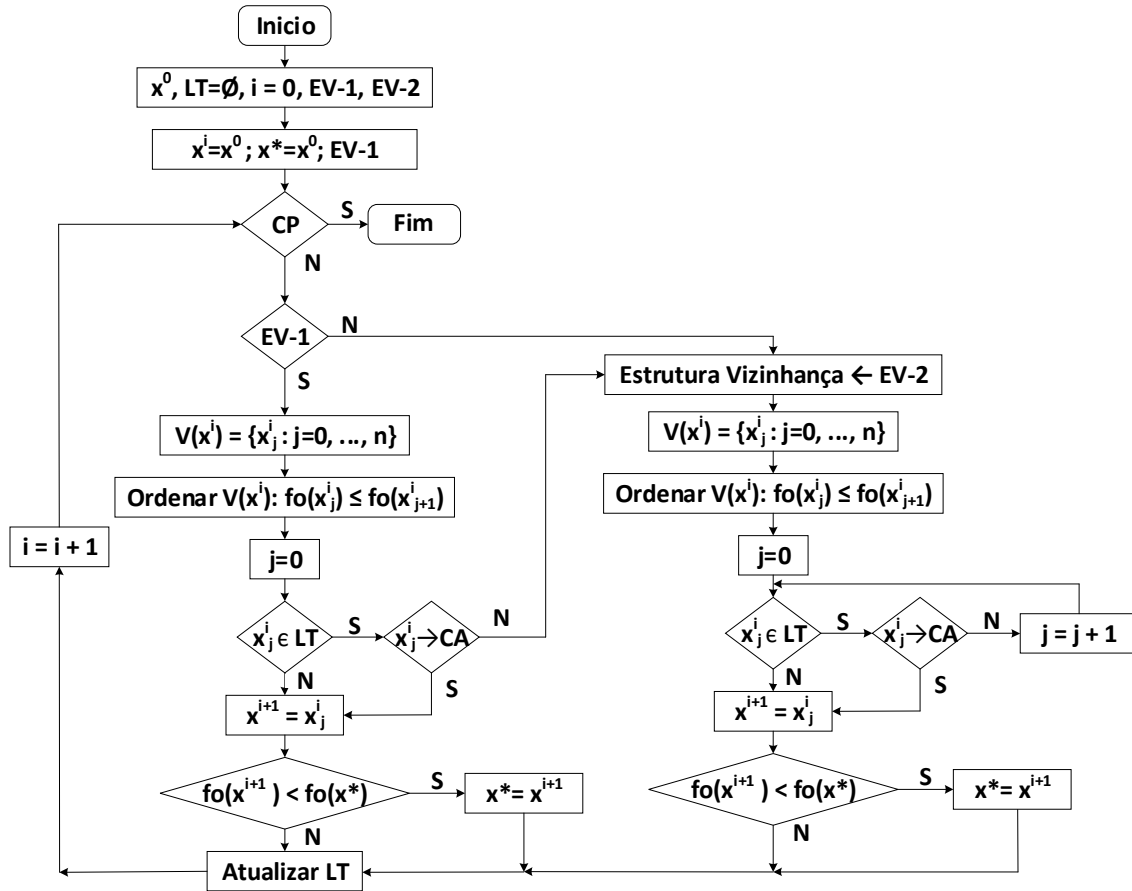 Inicio
x⁰, LT=Ø, i = 0, EV-1, EV-2
xⁱ=x⁰ ; x*=x⁰; EV-1
CP
S
Fim
N
EV-1
N
S
Estrutura Vizinhança ← EV-2
V(xⁱ) = {xⁱⱼ : j=0, ..., n}
Ordenar V(xⁱ): fo(xⁱⱼ) ≤ fo(xⁱⱼ₊₁)
j=0
xⁱⱼ ϵ LT
S
xⁱⱼ→CA
N
N
S
xⁱ⁺¹ = xⁱⱼ
fo(xⁱ⁺¹ ) < fo(x*)
S
x*= xⁱ⁺¹
N
Atualizar LT
i = i + 1
V(xⁱ) = {xⁱⱼ : j=0, ..., n}
Ordenar V(xⁱ): fo(xⁱⱼ) ≤ fo(xⁱⱼ₊₁)
j=0
xⁱⱼ ϵ LT
S
xⁱⱼ→CA
N
j = j + 1
N
S
xⁱ⁺¹ = xⁱⱼ
fo(xⁱ⁺¹ ) < fo(x*)
S
x*= xⁱ⁺¹
N